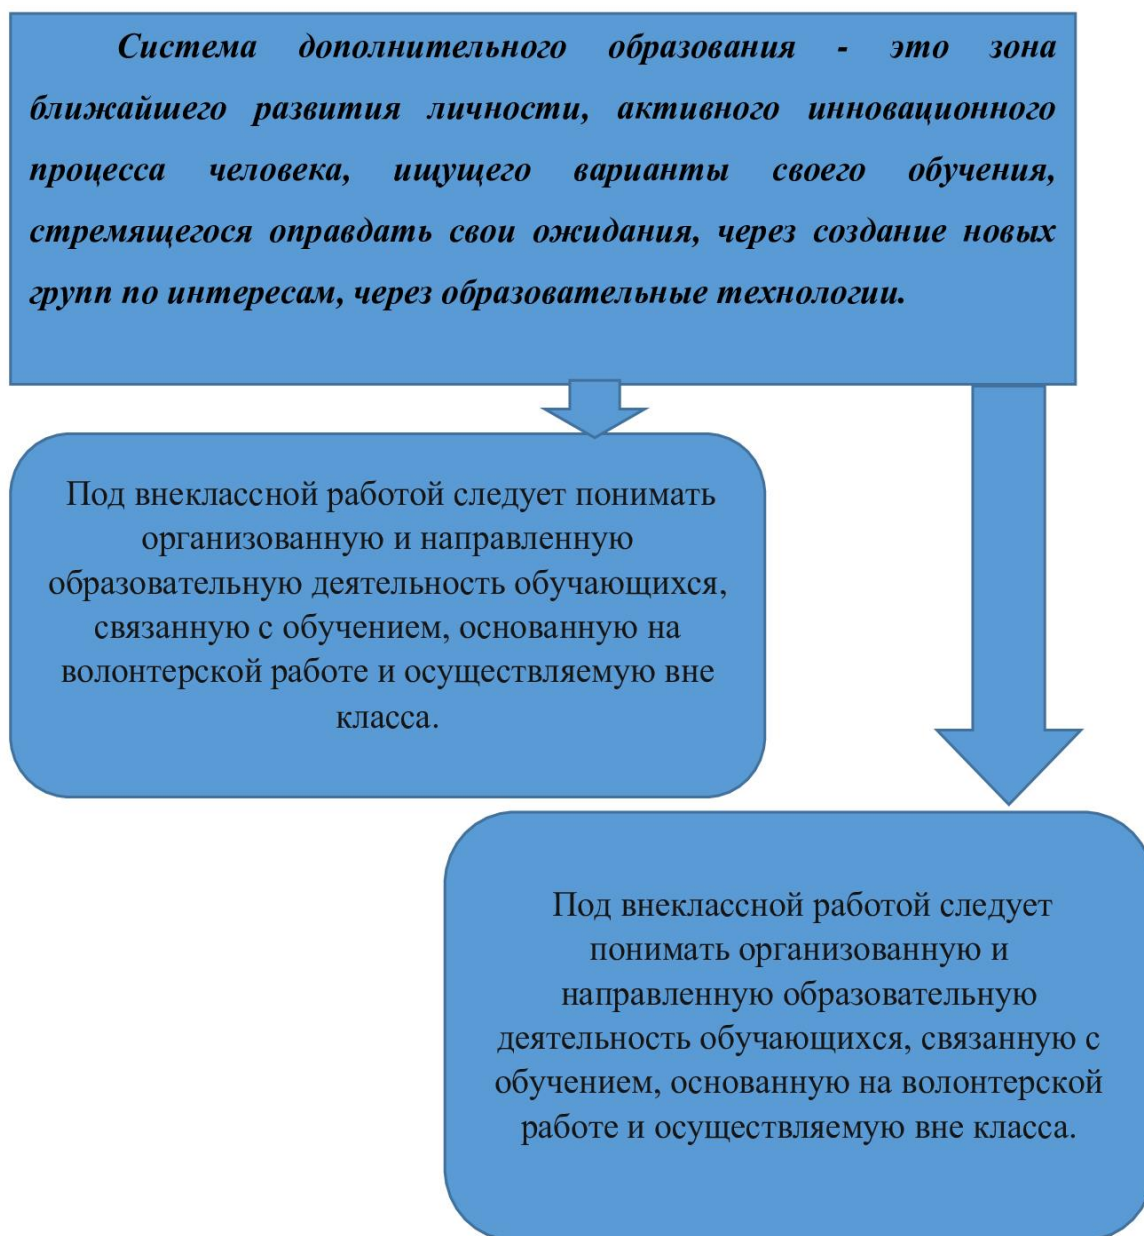 Система дополнительного образования - это зона
ближайшего развития личности, активного инновационного
процесса человека, ищущего варианты своего обучения,
стремящегося оправдать свои ожидания, через создание новых
групп по интересам, через образовательные технологии.
Под внеклассной работой следует понимать
организованную и направленную
образовательную деятельность обучающихся,
связанную с обучением, основанную на
волонтерской работе и осуществляемую вне
класса.
Под внеклассной работой следует
понимать организованную и
направленную образовательную
деятельность обучающихся, связанную с
обучением, основанную на волонтерской
работе и осуществляемую вне класса.